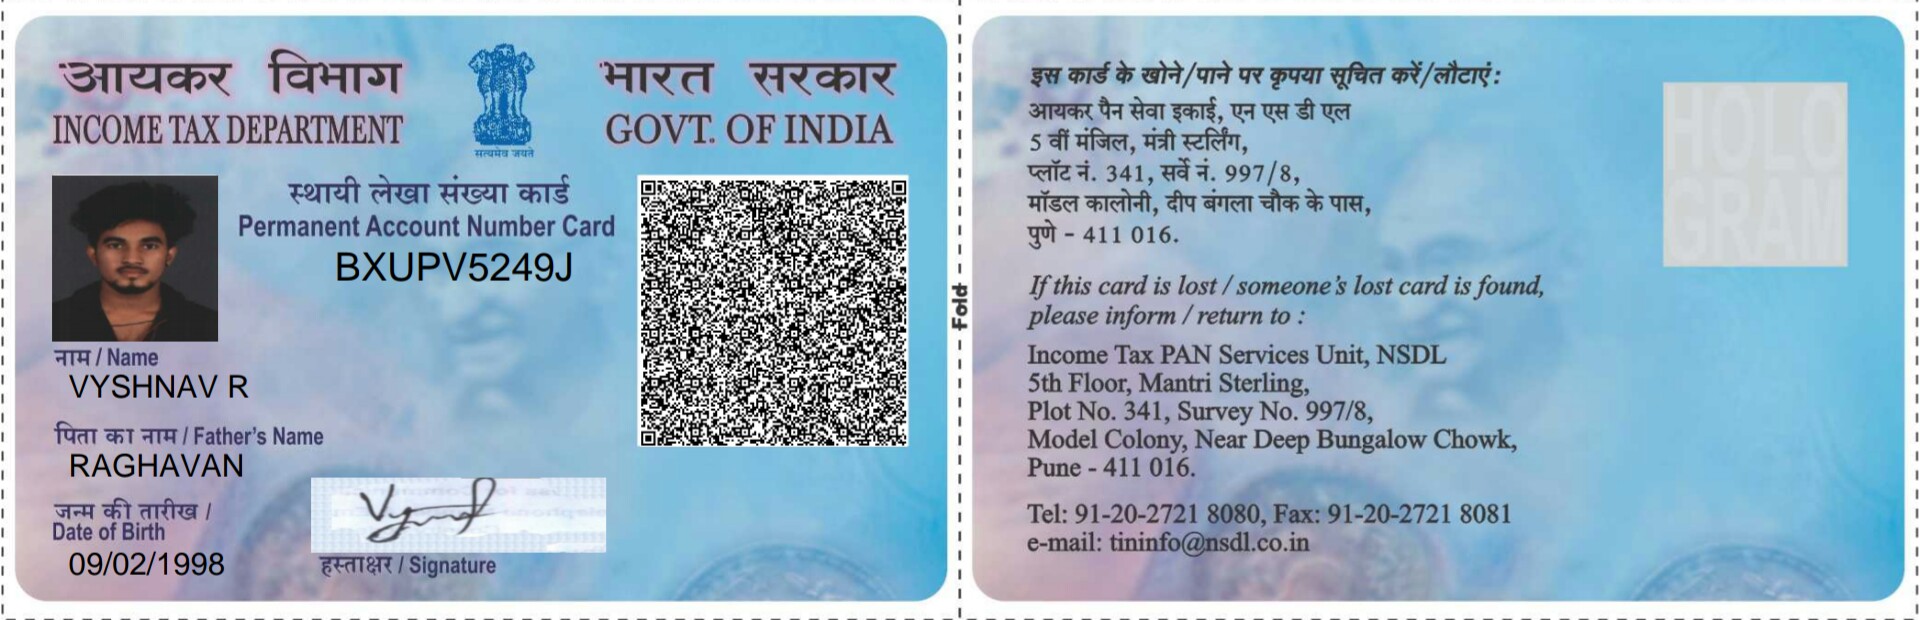 आयकर विभाग
INCOME TAX DEPARTMENT
सत्यमेव जयते
भारत सरकार
GOVT. OF INDIA
स्थायी लेखा संख्या कार्ड
Permanent Account Number Card
BXUPV5249J
नाम / Name
VYSHNAV R
पिता का नाम / Father's Name
RAGHAVAN
जन्म की तारीख /
Date of Birth
09/02/1998
हस्ताक्षर / Signature
Fold
इस कार्ड के खोने/पाने पर कृपया सूचित करें/लौटाएं :
आयकर पैन सेवा इकाई, एन एस डी एल
5 वीं मंजिल, मंत्री स्टर्लिंग,
प्लॉट नं. 341, सर्वे नं. 997/8,
मॉडल कालोनी, दीप बंगला चौक के पास,
पुणे - 411 016.
If this card is lost / someone's lost card is found,
please inform / return to :
Income Tax PAN Services Unit, NSDL
5th Floor, Mantri Sterling,
Plot No. 341, Survey No. 997/8,
Model Colony, Near Deep Bungalow Chowk,
Pune - 411 016.
Tel: 91-20-2721 8080, Fax: 91-20-2721 8081
e-mail: tininfo@nsdl.co.in
HOLO
GRAM